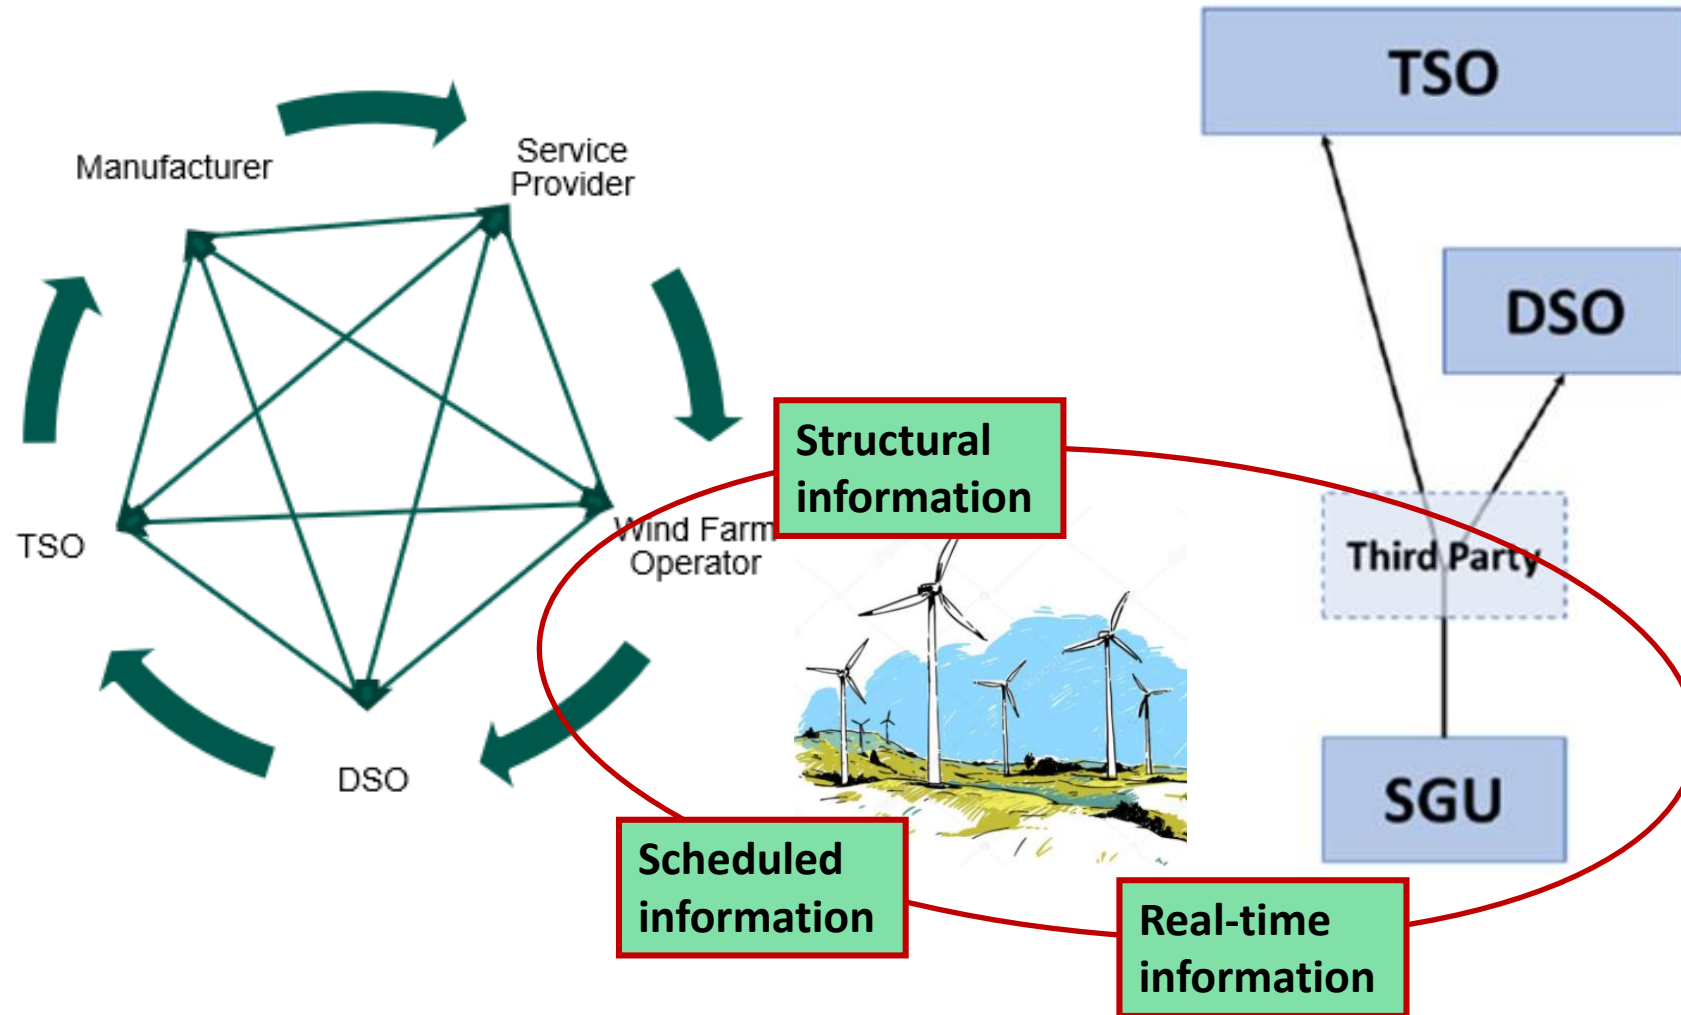 TSO
Service
Provider
Manufacturer
DSO
Structural
information
TSO
Wind Farm
Operator
Third Party
DSO
SGU
Scheduled
information
Real-time
information